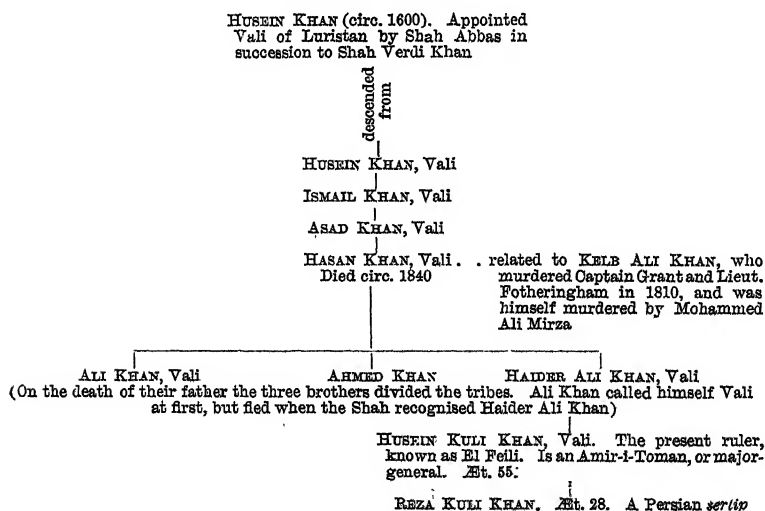 HUSEIN KHAN (circ. 1600). Appointed
Vali of Luristan by Shah Abbas in
succession to Shah Verdi Khan
descended
from
HUSEIN KHAN, Vali
ISMAIL KHAN, Vali
ASAD KHAN, Vali
HASAN KHAN, Vali . . related to KELB ALI KHAN, who
Died circ. 1840
murdered Captain Grant and Lieut.
Fotheringham in 1810, and was
himself murdered by Mohammed
Ali Mirza
ALI KHAN, Vali AHMED KHAN HAIDER ALI KHAN, Vali
(On the death of their father the three brothers divided the tribes. Ali Khan called himself Vali
at first, but fled when the Shah recognised Haider Ali Khan)
HUSEIN KULI KHAN, Vali. The present ruler,
known as El Feili. Is an Amir-i-Toman, or major-
general. Æt. 55.
REZA KULI KHAN. Æt. 28. A Persian sertip